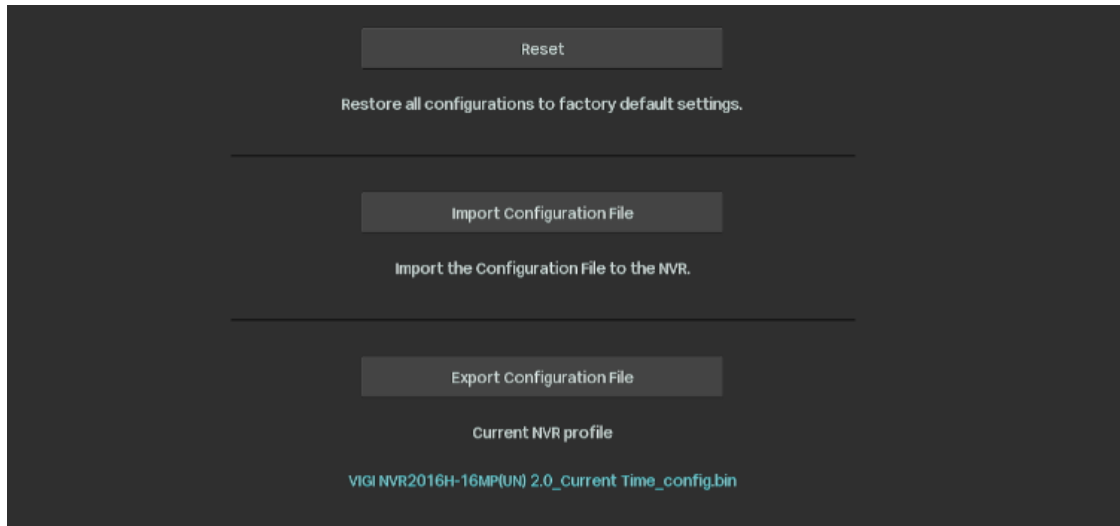 Reset
Restore all configurations to factory default settings.
Import Configuration File
Import the Configuration File to the NVR.
Export Configuration File
Current NVR profile
VIGI NVR2016H-16MP(UN) 2.0_Current Time_config.bin